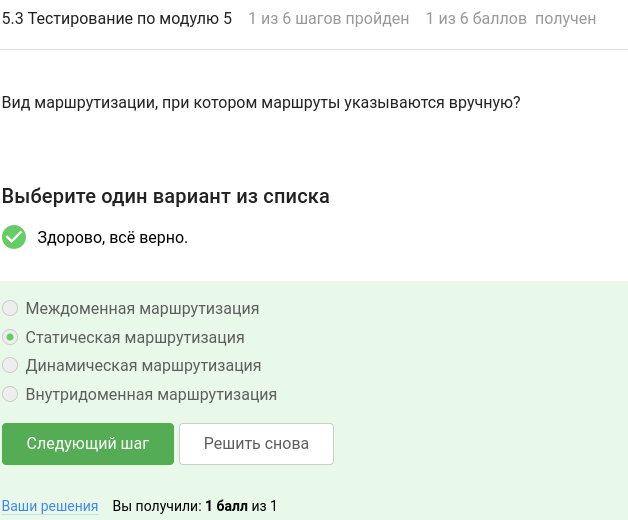 5.3 Тестирование по модулю 5 1 из 6 шагов пройден 1 из 6 баллов получен
Вид маршрутизации, при котором маршруты указываются вручную?
Выберите один вариант из списка
Здорово, всё верно.
Междоменная маршрутизация
Статическая маршрутизация
Динамическая маршрутизация
Внутридоменная маршрутизация
Следующий шаг Решить снова
Ваши решения Вы получили: 1 балл из 1